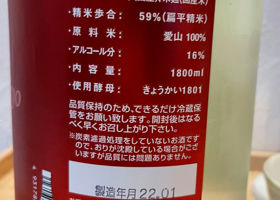 ・精米歩合: 59%(扁平精米)
・原料米: 愛山 100%
・アルコール分: 16%
・内容量: 1800ml
・使用酵母: きょうかい1801
品質保持のため、できるだけ冷蔵保
管をお願い致します。開封後はなる
べく早くお召し上がり下さい。
※炭素濾過処理をしていないお酒です
ので、おりが沈殿している場合がござ
いますが品質には問題ありません。
製造年月22.01